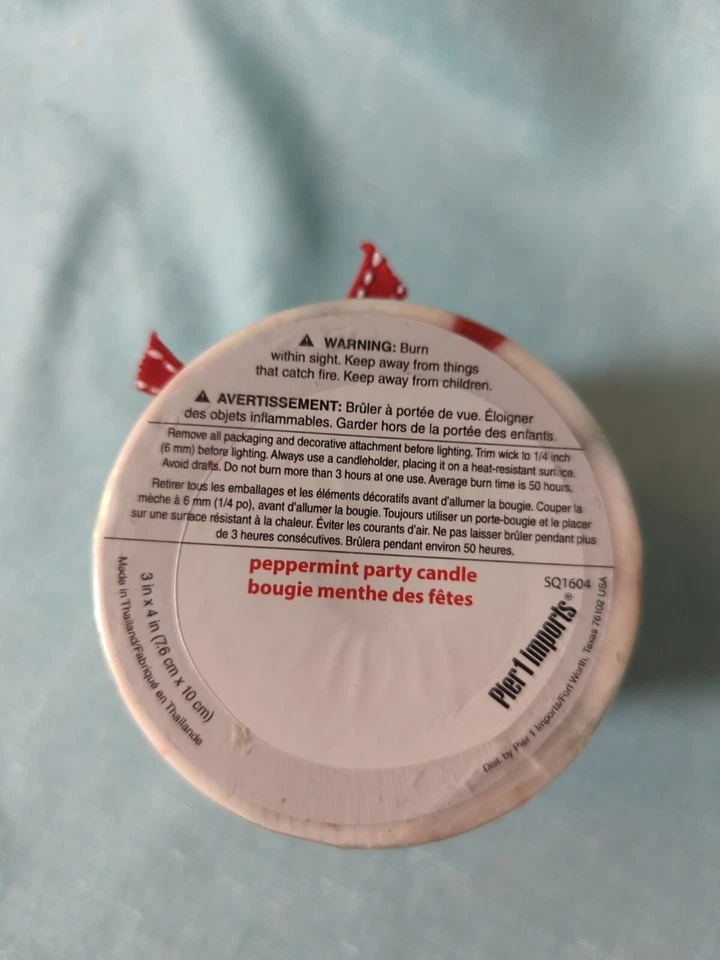 ⚠ WARNING: Burn
within sight. Keep away from things
that catch fire. Keep away from children.
⚠ AVERTISSEMENT: Brûler à portée de vue. Éloigner
des objets inflammables. Garder hors de la portée des enfants.
Remove all packaging and decorative attachment before lighting. Trim wick to 1/4 inch
(6 mm) before lighting. Always use a candleholder, placing it on a heat-resistant surface.
Avoid drafts. Do not burn more than 3 hours at one use. Average burn time is 50 hours.
Retirer tous les emballages et les éléments décoratifs avant d'allumer la bougie. Couper la
mèche à 6 mm (1/4 po), avant d'allumer la bougie. Toujours utiliser un porte-bougie et le placer
sur une surface résistant à la chaleur. Éviter les courants d'air. Ne pas laisser brûler pendant plus
de 3 heures consécutives. Brûlera pendant environ 50 heures.
peppermint party candle
bougie menthe des fêtes
SQ1604
3 in x 4 in (7.6 cm x 10 cm)
Made in Thailand/Fabriqué en Thaïlande
Pier 1 Imports®
Dist. by Pier 1 Imports/Fort Worth, Texas 76102 USA